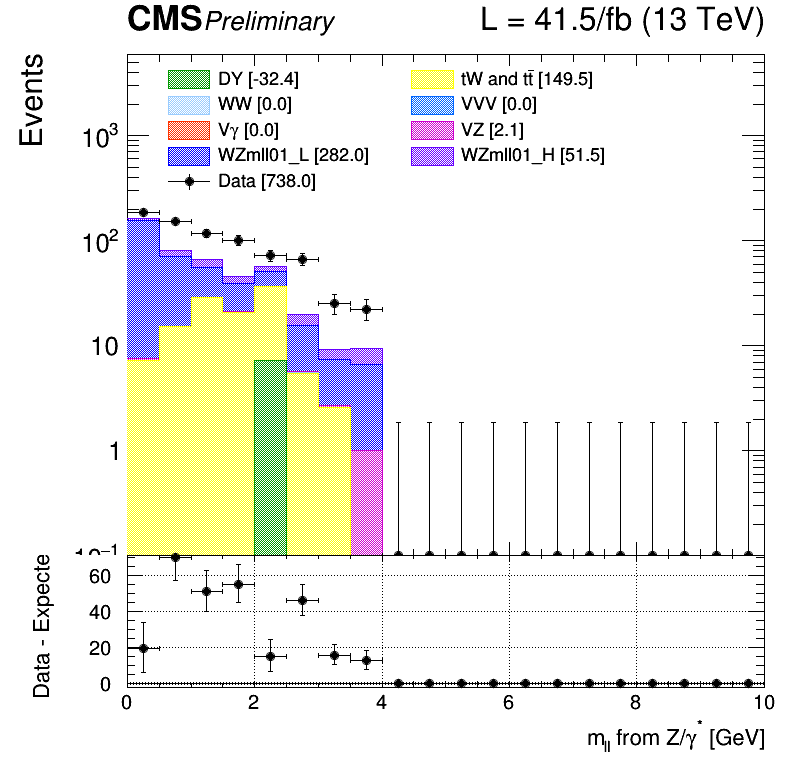 CMS Preliminary L = 41.5/fb (13 TeV)
Events
DY [-32.4] tW and tt̄ [149.5]
WW [0.0] VVV [0.0]
Vγ [0.0] VZ [2.1]
WZmll01_L [282.0] WZmll01_H [51.5]
Data [738.0]
10³
10²
10
1
10⁻¹
Data - Expecte
60
40
20
0
0 2 4 6 8 10
m_ll from Z/γ* [GeV]